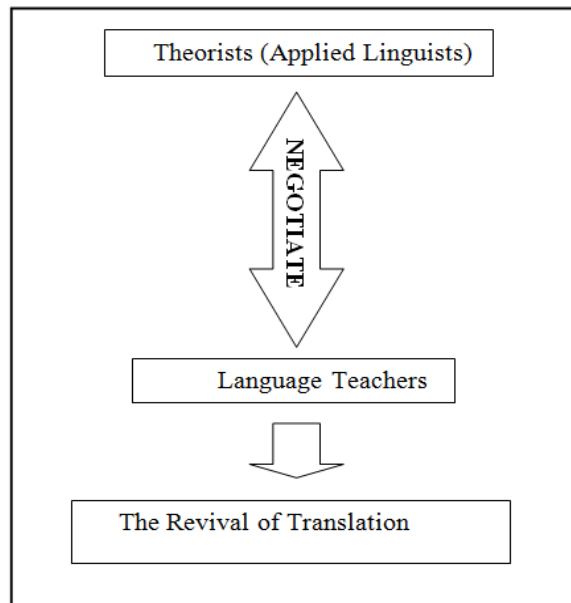 Theorists (Applied Linguists)
NEGOTIATE
Language Teachers
The Revival of Translation